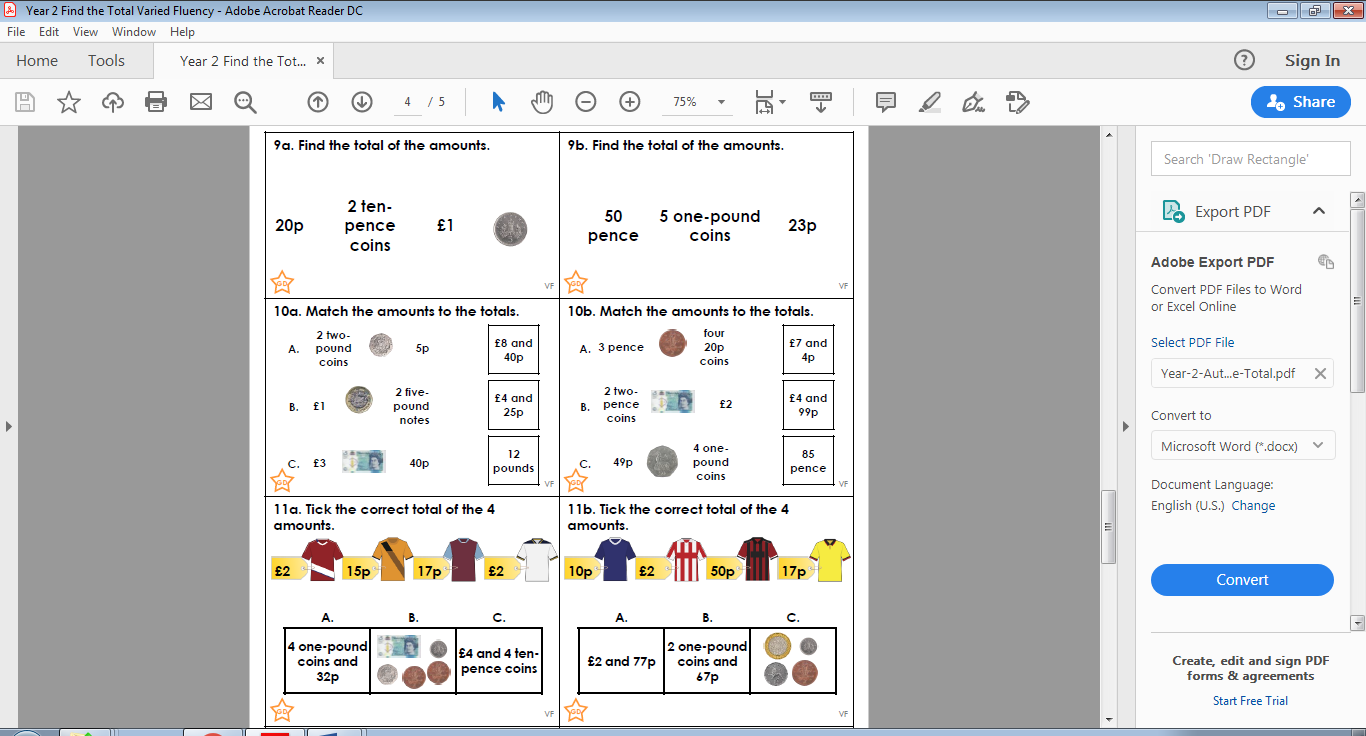 Year 2 Find the Total Varied Fluency - Adobe Acrobat Reader DC
File Edit View Window Help
Home Tools Year 2 Find the Tot... × ? Sign In
4 / 5 75% Share
9a. Find the total of the amounts.
20p
2 ten-
pence
coins
£1
GD
VF
9b. Find the total of the amounts.
50
pence
5 one-pound
coins
23p
GD
VF
10a. Match the amounts to the totals.
A.
2 two-
pound
coins
5p
£8 and
40p
B. £1
2 five-
pound
notes
£4 and
25p
C. £3
40p
12
pounds
GD
VF
10b. Match the amounts to the totals.
A. 3 pence
four
20p
coins
£7 and
4p
B.
2 two-
pence
coins
£2
£4 and
99p
C. 49p
4 one-
pound
coins
85
pence
GD
VF
11a. Tick the correct total of the 4
amounts.
£2 15p 17p £2
A. B. C.
4 one-pound
coins and
32p
£4 and 4 ten-
pence coins
GD
VF
11b. Tick the correct total of the 4
amounts.
10p £2 50p 17p
A. B. C.
£2 and 77p
2 one-pound
coins and
67p
GD
VF
Search 'Draw Rectangle'
Export PDF
Adobe Export PDF
Convert PDF Files to Word
or Excel Online
Select PDF File
Year-2-Aut...e-Total.pdf
Convert to
Microsoft Word (*.docx)
Document Language:
English (U.S.) Change
Convert
Create, edit and sign PDF
forms & agreements
Start Free Trial